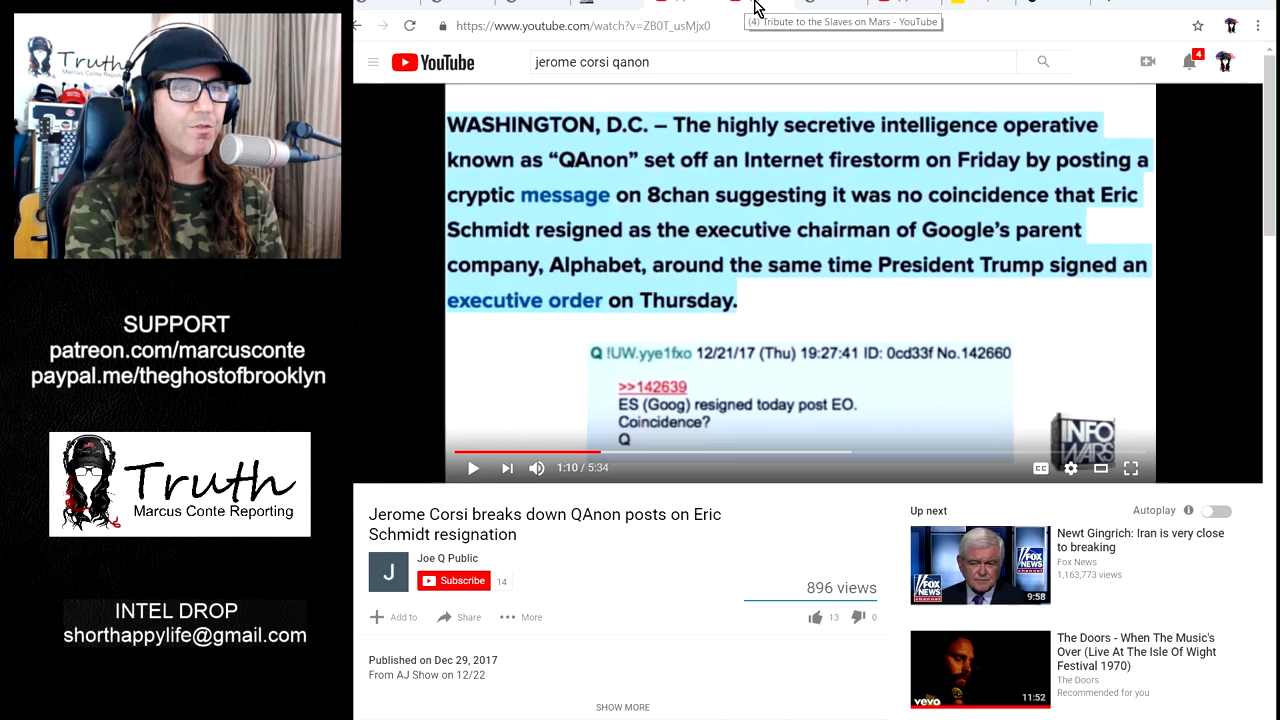 (4) Tribute to the Slaves on Mars - YouTube
https://www.youtube.com/watch?v=ZB0T_usMjx0
YouTube
jerome corsi qanon
4
Truth
Marcus Conte Reporting
WASHINGTON, D.C. – The highly secretive intelligence operative
known as “QAnon” set off an Internet firestorm on Friday by posting a
cryptic message on 8chan suggesting it was no coincidence that Eric
Schmidt resigned as the executive chairman of Google’s parent
company, Alphabet, around the same time President Trump signed an
executive order on Thursday.
Q !UW.yye1fxo 12/21/17 (Thu) 19:27:41 ID: 0cd33f No.142660
>>142639
ES (Goog) resigned today post EO.
Coincidence?
Q
INFO
WARS
1:10 / 5:34
CC
SUPPORT
patreon.com/marcusconte
paypal.me/theghostofbrooklyn
Truth
Marcus Conte Reporting
INTEL DROP
shorthappylife@gmail.com
Jerome Corsi breaks down QAnon posts on Eric
Schmidt resignation
J
Joe Q Public
Subscribe 14
896 views
Add to
Share
More
13
0
Published on Dec 29, 2017
From AJ Show on 12/22
SHOW MORE
Up next
Autoplay
Newt Gingrich: Iran is very close
to breaking
Fox News
1,163,773 views
FOX
NEWS
FOX
NEWS
9:58
The Doors - When The Music's
Over (Live At The Isle Of Wight
Festival 1970)
The Doors
Recommended for you
vevo
11:52